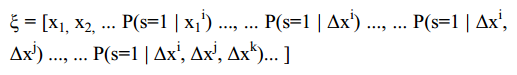 ξ = [x₁, x₂, ... P(s=1 | x₁ⁱ) ..., ... P(s=1 | Δxⁱ) ..., ... P(s=1 | Δxⁱ,
Δxʲ) ..., ... P(s=1 | Δxⁱ, Δxʲ, Δxᵏ)... ]